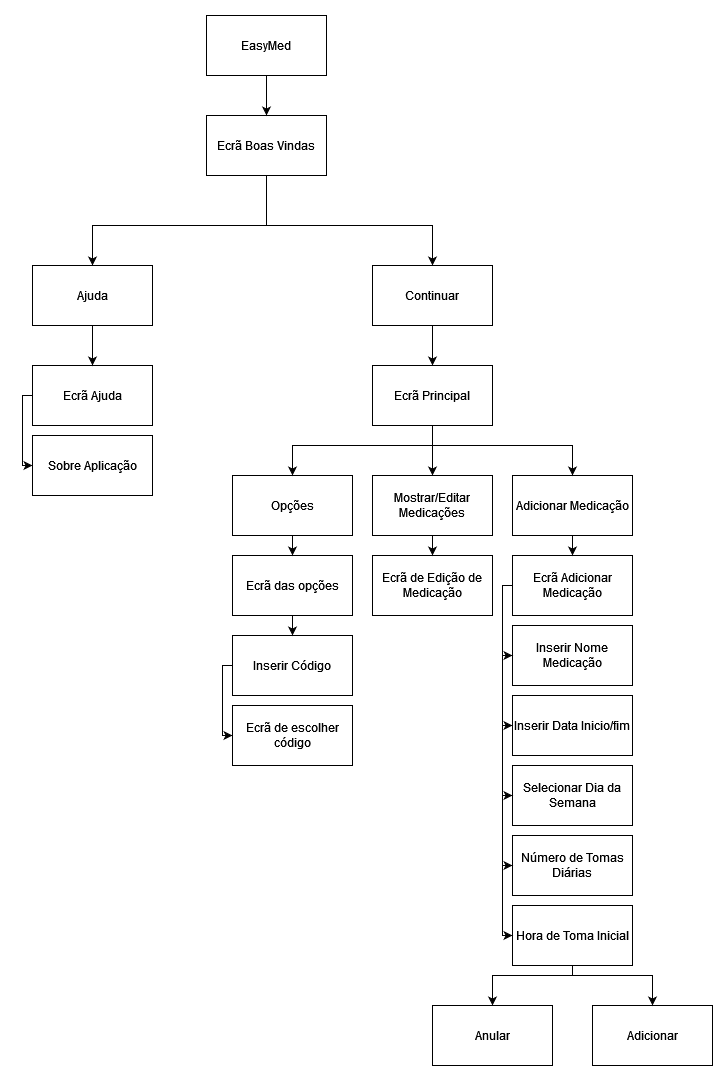 EasyMed
Ecrã Boas Vindas
Ajuda
Continuar
Ecrã Ajuda
Ecrã Principal
Sobre Aplicação
Opções
Mostrar/Editar
Medicações
Adicionar Medicação
Ecrã das opções
Ecrã de Edição de
Medicação
Ecrã Adicionar
Medicação
Inserir Código
Inserir Nome
Medicação
Ecrã de escolher
código
Inserir Data Inicio/fim
Selecionar Dia da
Semana
Número de Tomas
Diárias
Hora de Toma Inicial
Anular
Adicionar